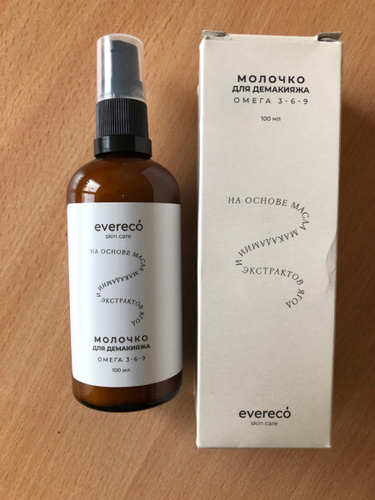 evereco
skin care
НА ОСНОВЕ МАСЛА МАКАДАМИИ И ЭКСТРАКТОВ ЯГОД
МОЛОЧКО
ДЛЯ ДЕМАКИЯЖА
ОМЕГА 3-6-9
100 мл
МОЛОЧКО
ДЛЯ ДЕМАКИЯЖА
ОМЕГА 3-6-9
100 мл
НА ОСНОВЕ МАСЛА МАКАДАМИИ И ЭКСТРАКТОВ ЯГОД
evereco
skin care